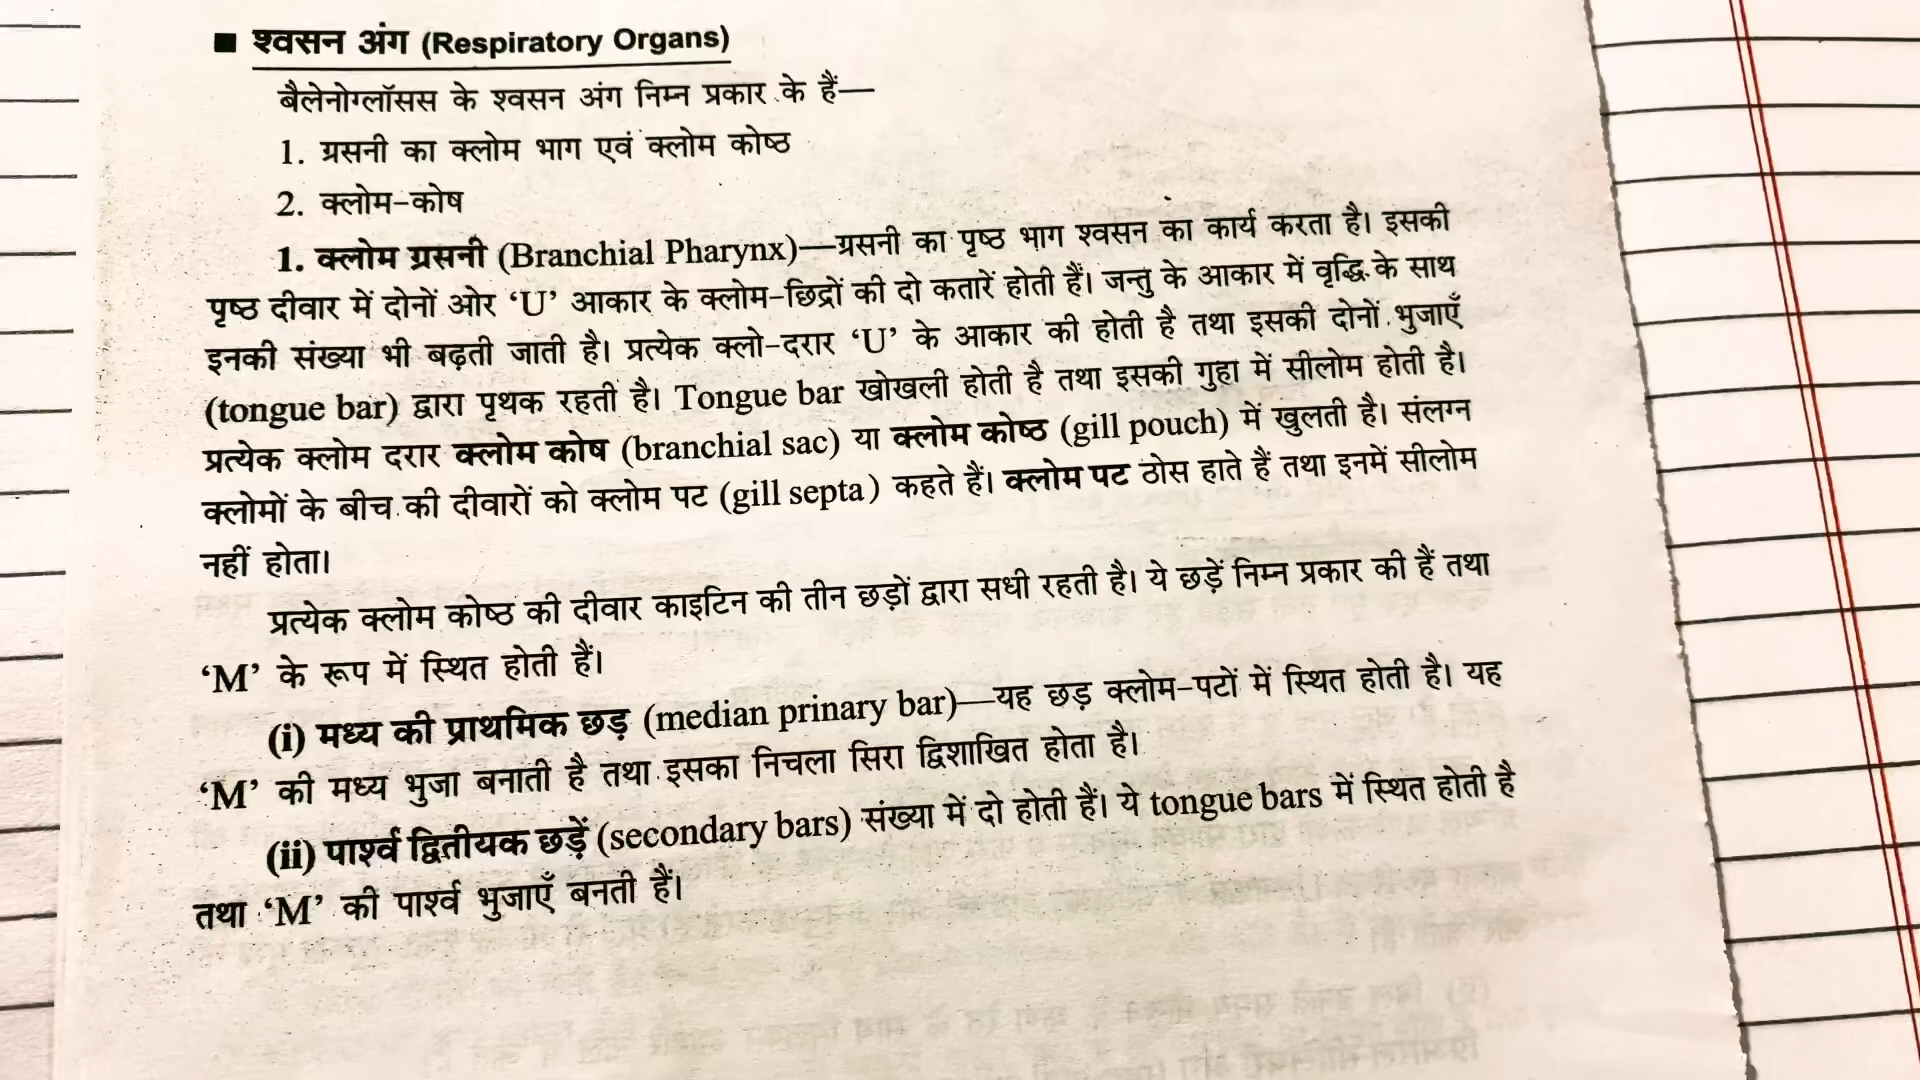 ■ श्वसन अंग (Respiratory Organs)
बैलेनोग्लॉसस के श्वसन अंग निम्न प्रकार के हैं—
1. ग्रसनी का क्लोम भाग एवं क्लोम कोष्ठ
2. क्लोम-कोष
1. क्लोम ग्रसनी (Branchial Pharynx)—ग्रसनी का पृष्ठ भाग श्वसन का कार्य करता है। इसकी
पृष्ठ दीवार में दोनों ओर ‘U’ आकार के क्लोम-छिद्रों की दो कतारें होती हैं। जन्तु के आकार में वृद्धि के साथ
इनकी संख्या भी बढ़ती जाती है। प्रत्येक क्लो-दरार ‘U’ के आकार की होती है तथा इसकी दोनों भुजाएँ
(tongue bar) द्वारा पृथक रहती है। Tongue bar खोखली होती है तथा इसकी गुहा में सीलोम होती है।
प्रत्येक क्लोम दरार क्लोम कोष (branchial sac) या क्लोम कोष्ठ (gill pouch) में खुलती है। संलग्न
क्लोमों के बीच की दीवारों को क्लोम पट (gill septa) कहते हैं। क्लोम पट ठोस हाते हैं तथा इनमें सीलोम
नहीं होता।
प्रत्येक क्लोम कोष्ठ की दीवार काइटिन की तीन छड़ों द्वारा सधी रहती है। ये छड़ें निम्न प्रकार की हैं तथा
‘M’ के रूप में स्थित होती हैं।
(i) मध्य की प्राथमिक छड़ (median prinary bar)—यह छड़ क्लोम-पटों में स्थित होती है। यह
‘M’ की मध्य भुजा बनाती है तथा इसका निचला सिरा द्विशाखित होता है।
(ii) पार्श्व द्वितीयक छड़ें (secondary bars) संख्या में दो होती हैं। ये tongue bars में स्थित होती है
तथा ‘M’ की पार्श्व भुजाएँ बनती हैं।